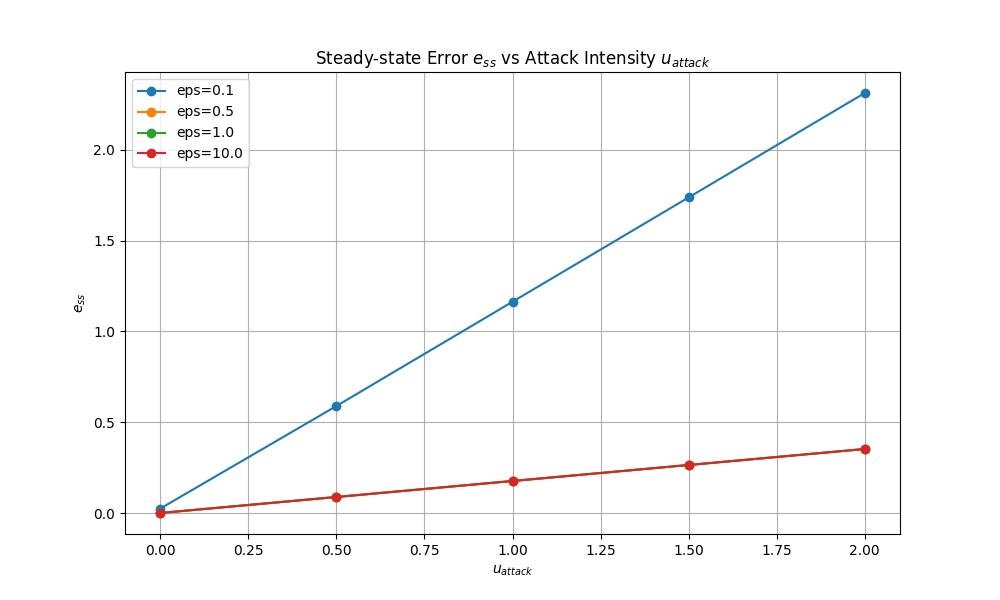 Steady-state Error e_ss vs Attack Intensity u_attack
eps=0.1
eps=0.5
eps=1.0
eps=10.0
2.0
1.5
1.0
0.5
0.0
e_ss
0.00 0.25 0.50 0.75 1.00 1.25 1.50 1.75 2.00
u_attack